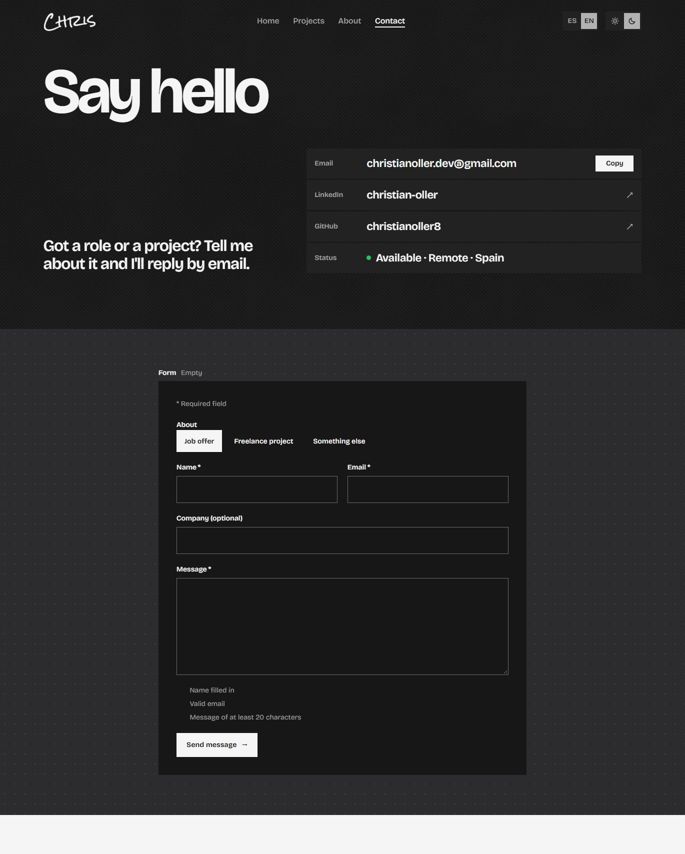 CHRIS
Home Projects About Contact
ES EN
Say hello
Email christianoller.dev@gmail.com Copy
LinkedIn christian-oller ↗
GitHub christianoller8 ↗
Status Available · Remote · Spain
Got a role or a project? Tell me
about it and I'll reply by email.
Form Empty
* Required field
About
Job offer Freelance project Something else
Name * Email *
Company (optional)
Message *
Name filled in
Valid email
Message of at least 20 characters
Send message →